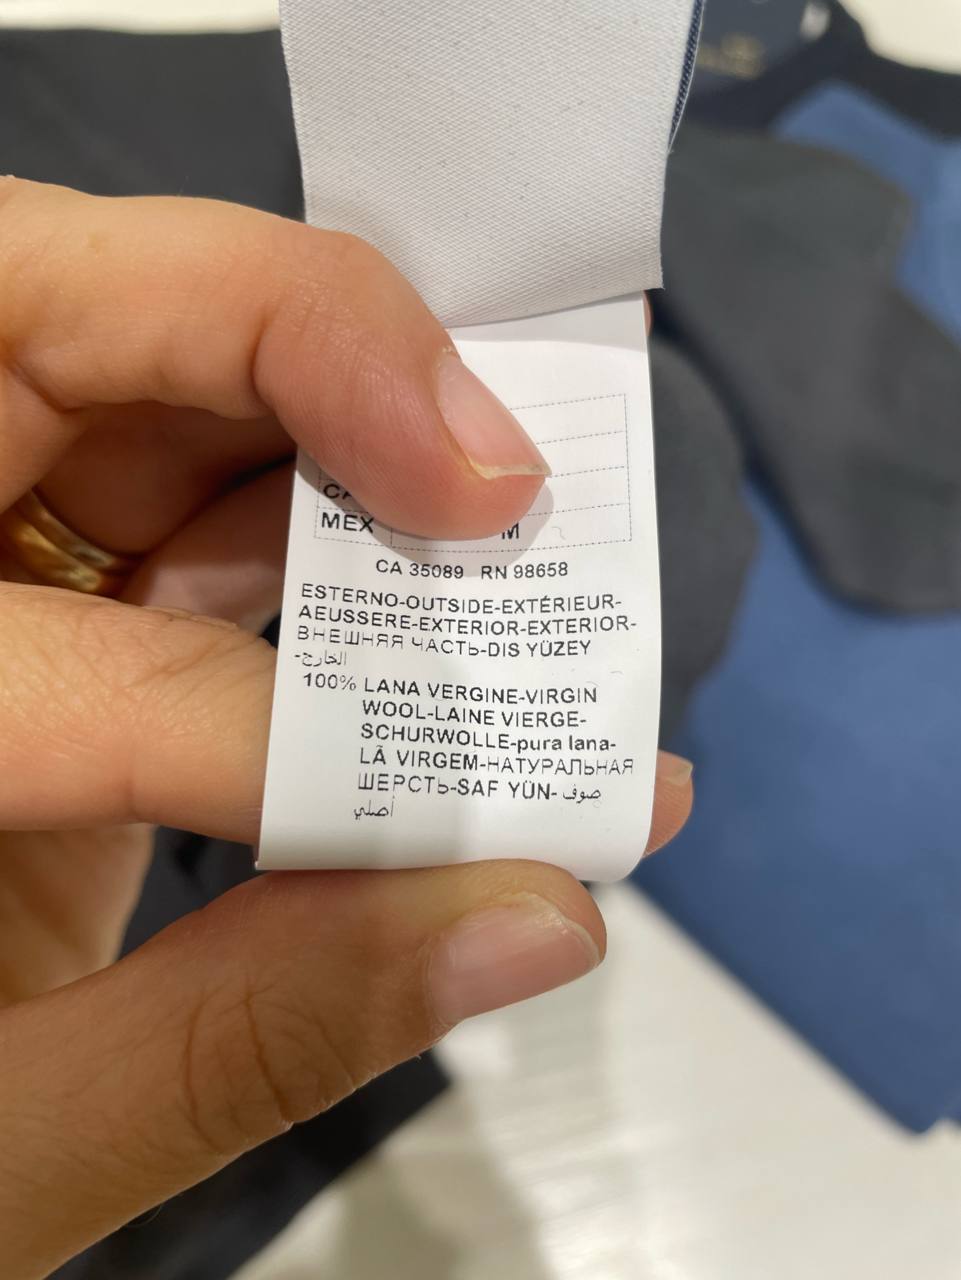 MEX M
CA 35089 RN 98658
ESTERNO-OUTSIDE-EXTÉRIEUR-
AEUSSERE-EXTERIOR-EXTERIOR-
ВНЕШНЯЯ ЧАСТЬ-DIS YÜZEY
-الخارج
100% LANA VERGINE-VIRGIN
WOOL-LAINE VIERGE-
SCHURWOLLE-pura lana-
LÃ VIRGEM-НАТУРАЛЬНАЯ
ШЕРСТЬ-SAF YÜN- صوف
أصلي